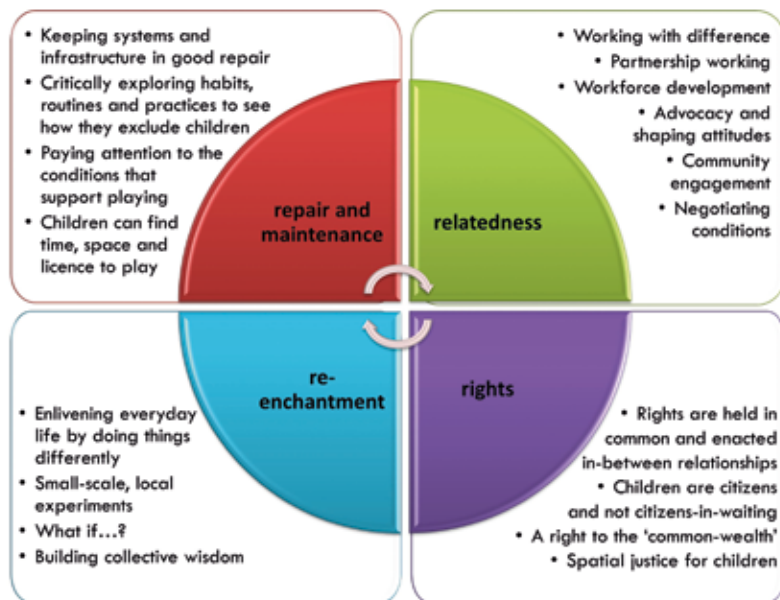 • Keeping systems and
infrastructure in good repair
• Critically exploring habits,
routines and practices to see
how they exclude children
• Paying attention to the
conditions that
support playing
• Children can find
time, space and
licence to play
repair and
maintenance
• Working with difference
• Partnership working
• Workforce development
• Advocacy and
shaping attitudes
• Community
engagement
• Negotiating
conditions
relatedness
re-
enchantment
• Enlivening everyday
life by doing things
differently
• Small-scale, local
experiments
• What if...?
• Building collective wisdom
rights
• Rights are held in
common and enacted
in-between relationships
• Children are citizens
and not citizens-in-waiting
• A right to the 'common-wealth'
• Spatial justice for children